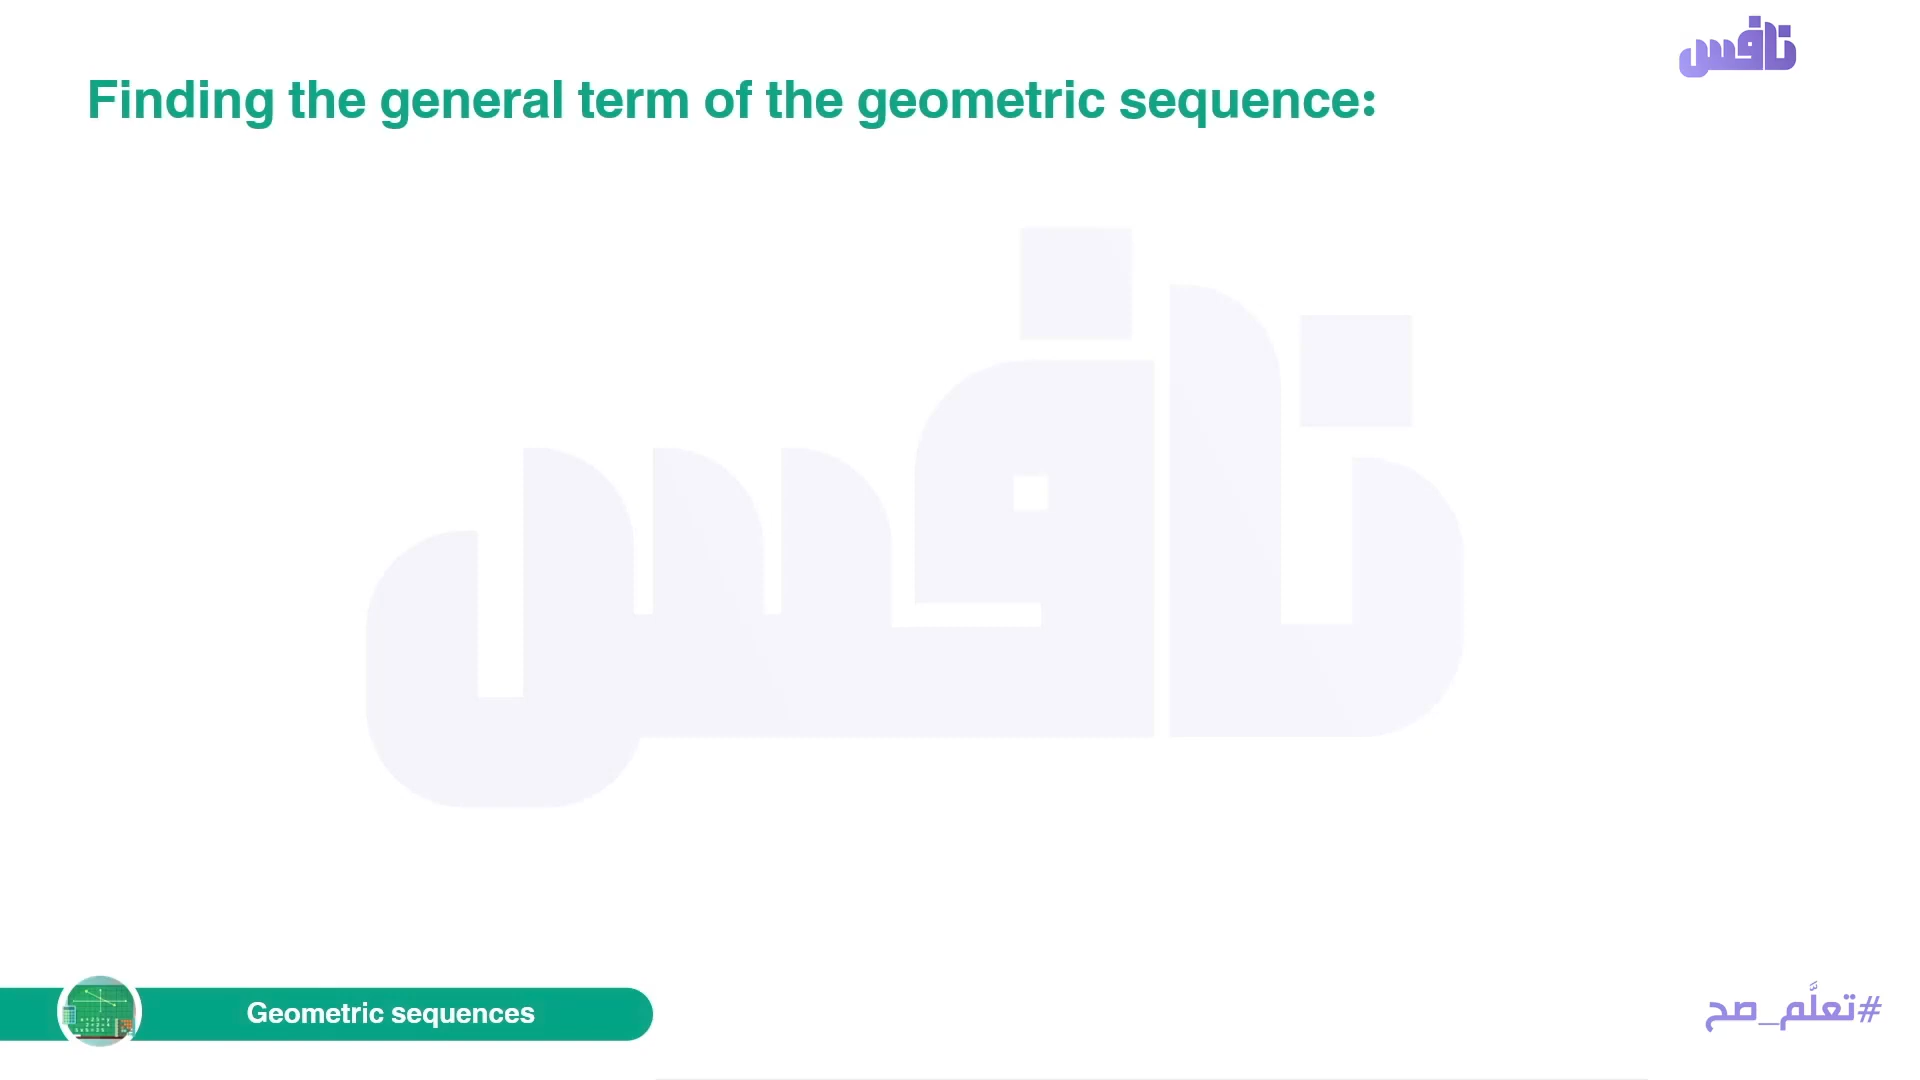 نافس
Finding the general term of the geometric sequence:
نافس
Geometric sequences
#تعلَّم_صح